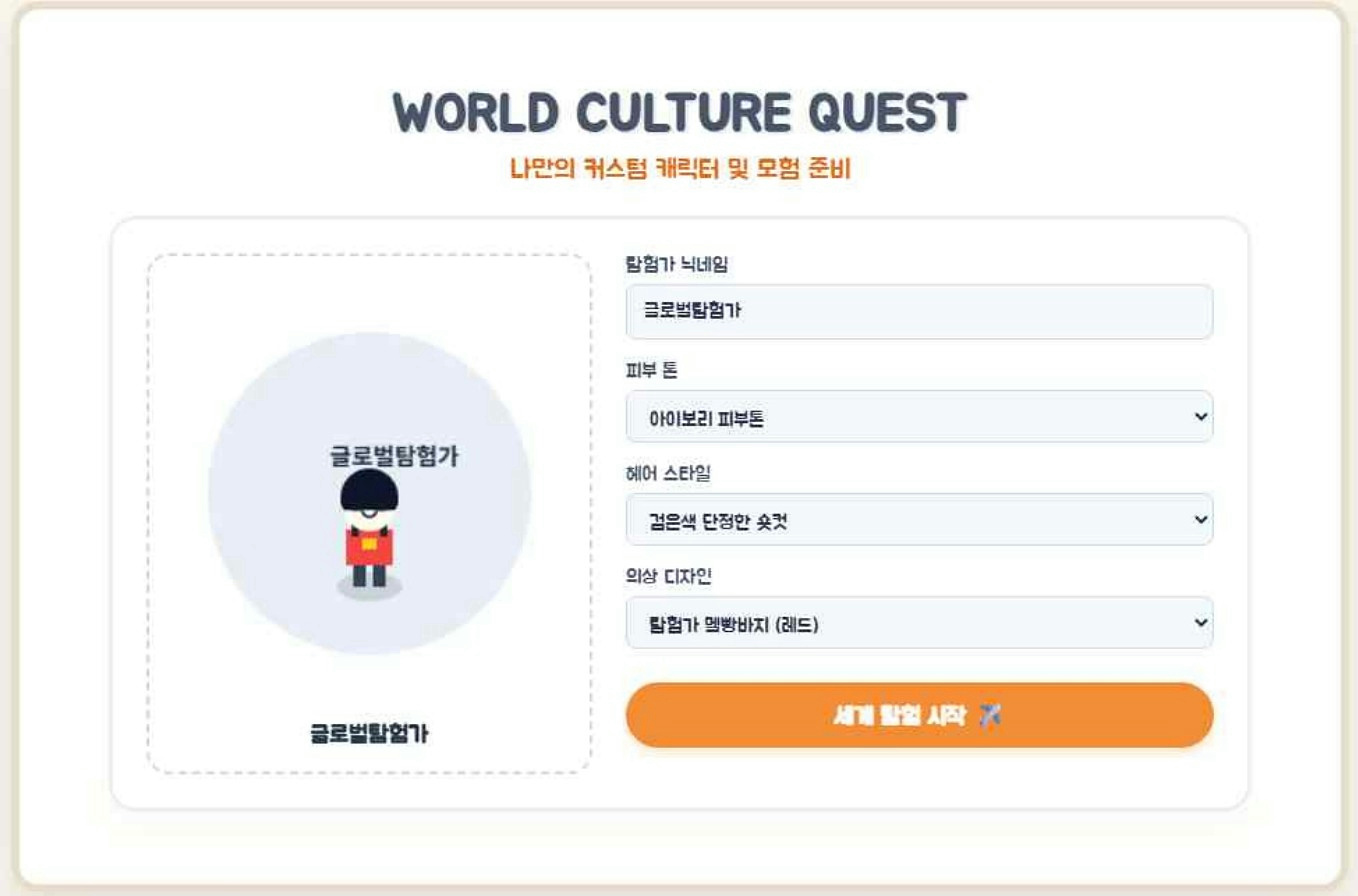 WORLD CULTURE QUEST
나만의 커스텀 캐릭터 및 모험 준비
글로벌탐험가
글로벌탐험가
탐험가 닉네임
글로벌탐험가
피부 톤
아이보리 피부톤
헤어 스타일
검은색 단정한 숏컷
의상 디자인
탐험가 멜빵바지 (레드)
세계 탐험 시작 ✈️